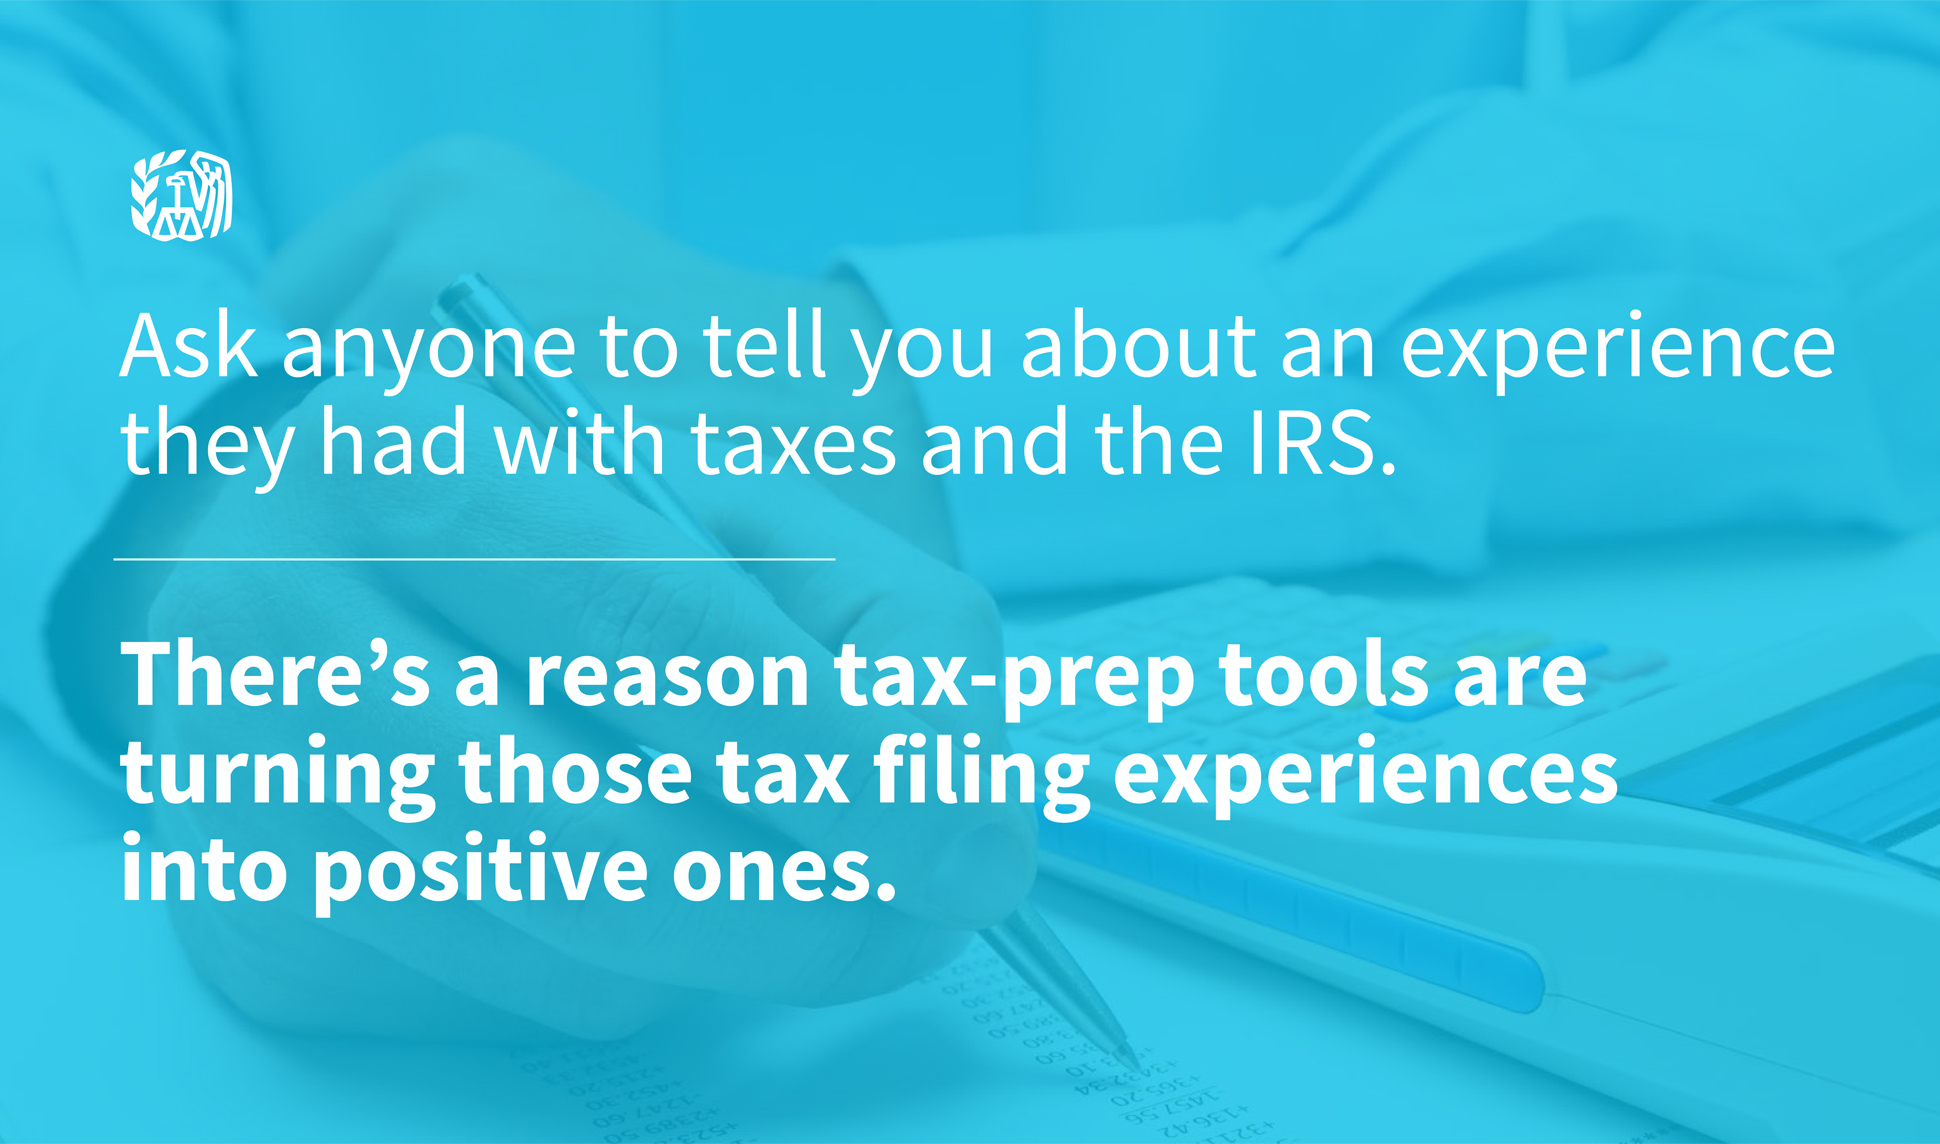 Ask anyone to tell you about an experience
they had with taxes and the IRS.
There’s a reason tax-prep tools are
turning those tax filing experiences
into positive ones.